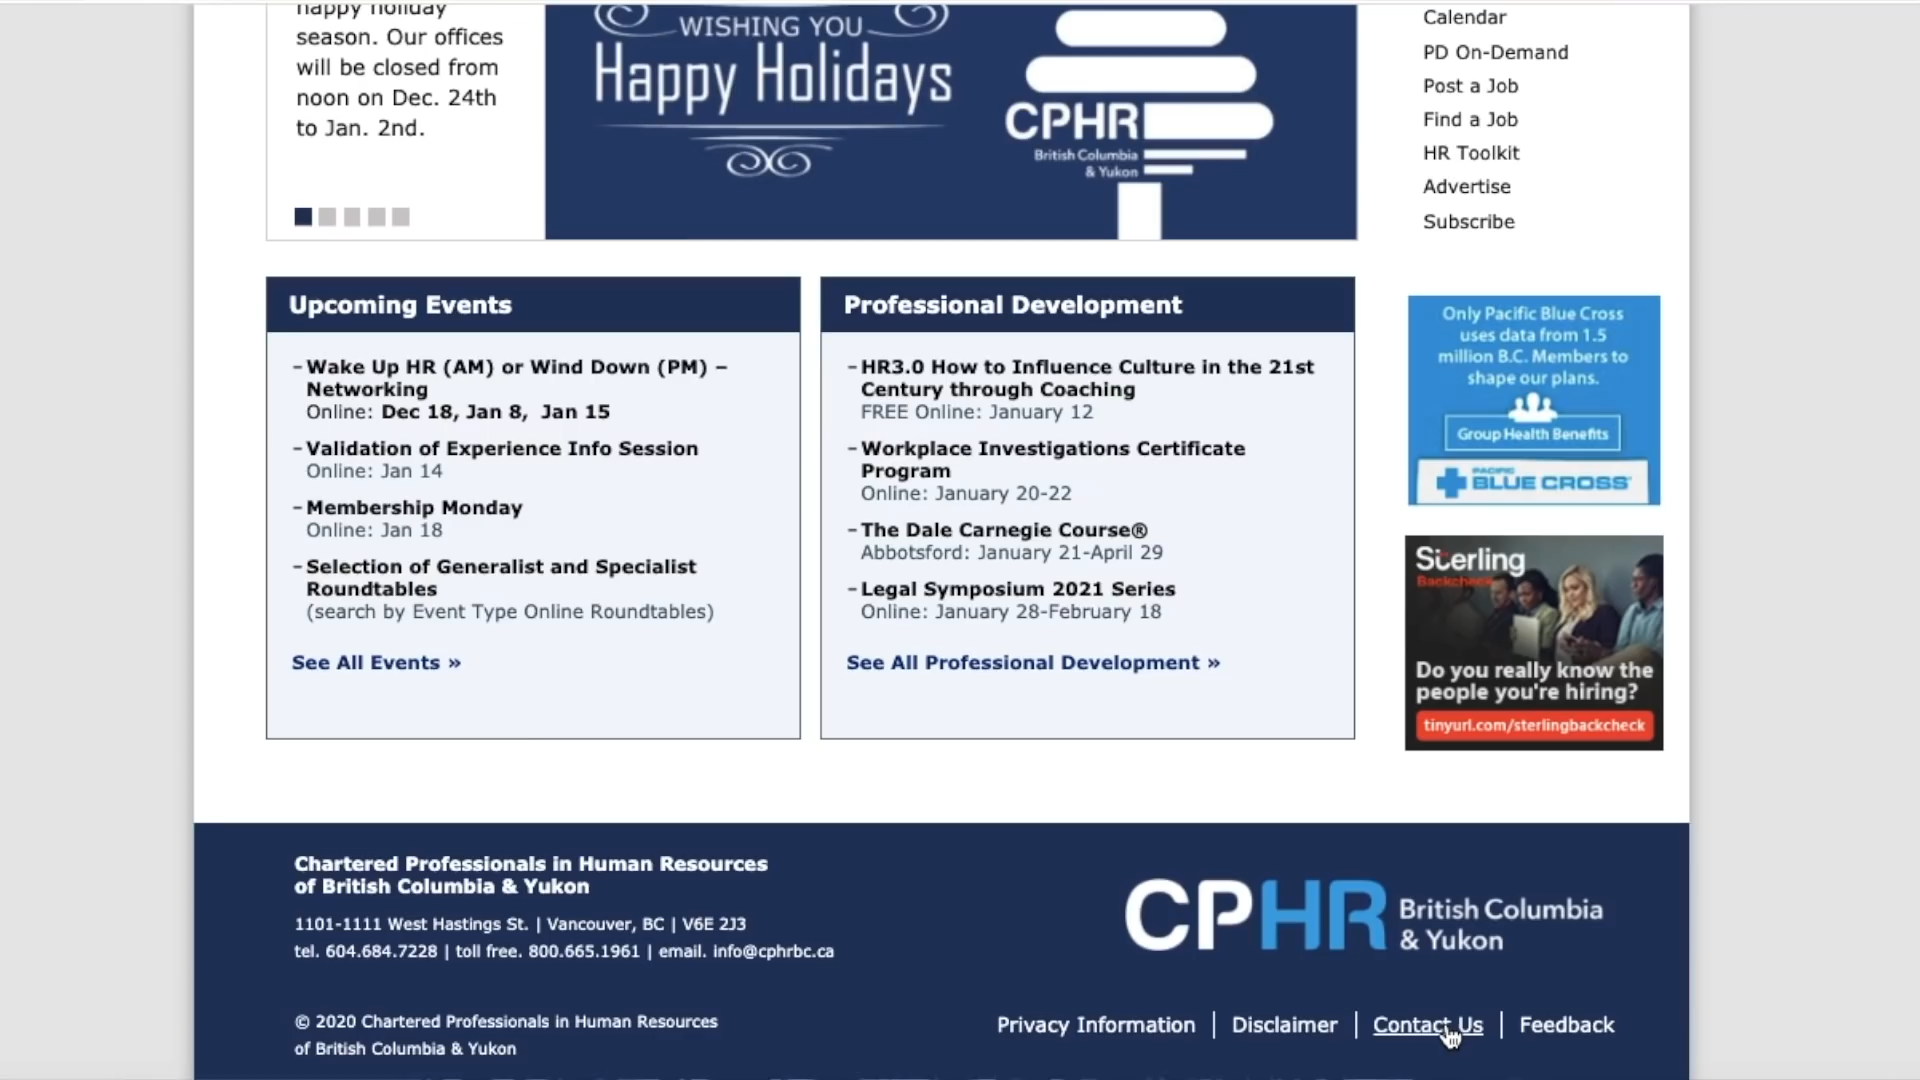 happy holiday
season. Our offices
will be closed from
noon on Dec. 24th
to Jan. 2nd.
WISHING YOU
Happy Holidays
CPHR
British Columbia
& Yukon
Calendar
PD On-Demand
Post a Job
Find a Job
HR Toolkit
Advertise
Subscribe
Upcoming Events
– Wake Up HR (AM) or Wind Down (PM) –
Networking
Online: Dec 18, Jan 8, Jan 15
– Validation of Experience Info Session
Online: Jan 14
– Membership Monday
Online: Jan 18
– Selection of Generalist and Specialist
Roundtables
(search by Event Type Online Roundtables)
See All Events »
Professional Development
– HR3.0 How to Influence Culture in the 21st
Century through Coaching
FREE Online: January 12
– Workplace Investigations Certificate
Program
Online: January 20-22
– The Dale Carnegie Course®
Abbotsford: January 21-April 29
– Legal Symposium 2021 Series
Online: January 28-February 18
See All Professional Development »
Only Pacific Blue Cross
uses data from 1.5
million B.C. Members to
shape our plans.
Group Health Benefits
PACIFIC
BLUE CROSS
Sterling
Backcheck
Do you really know the
people you're hiring?
tinyurl.com/sterlingbackcheck
Chartered Professionals in Human Resources
of British Columbia & Yukon
1101-1111 West Hastings St. | Vancouver, BC | V6E 2J3
tel. 604.684.7228 | toll free. 800.665.1961 | email. info@cphrbc.ca
© 2020 Chartered Professionals in Human Resources
of British Columbia & Yukon
CPHR British Columbia
& Yukon
Privacy Information | Disclaimer | Contact Us | Feedback